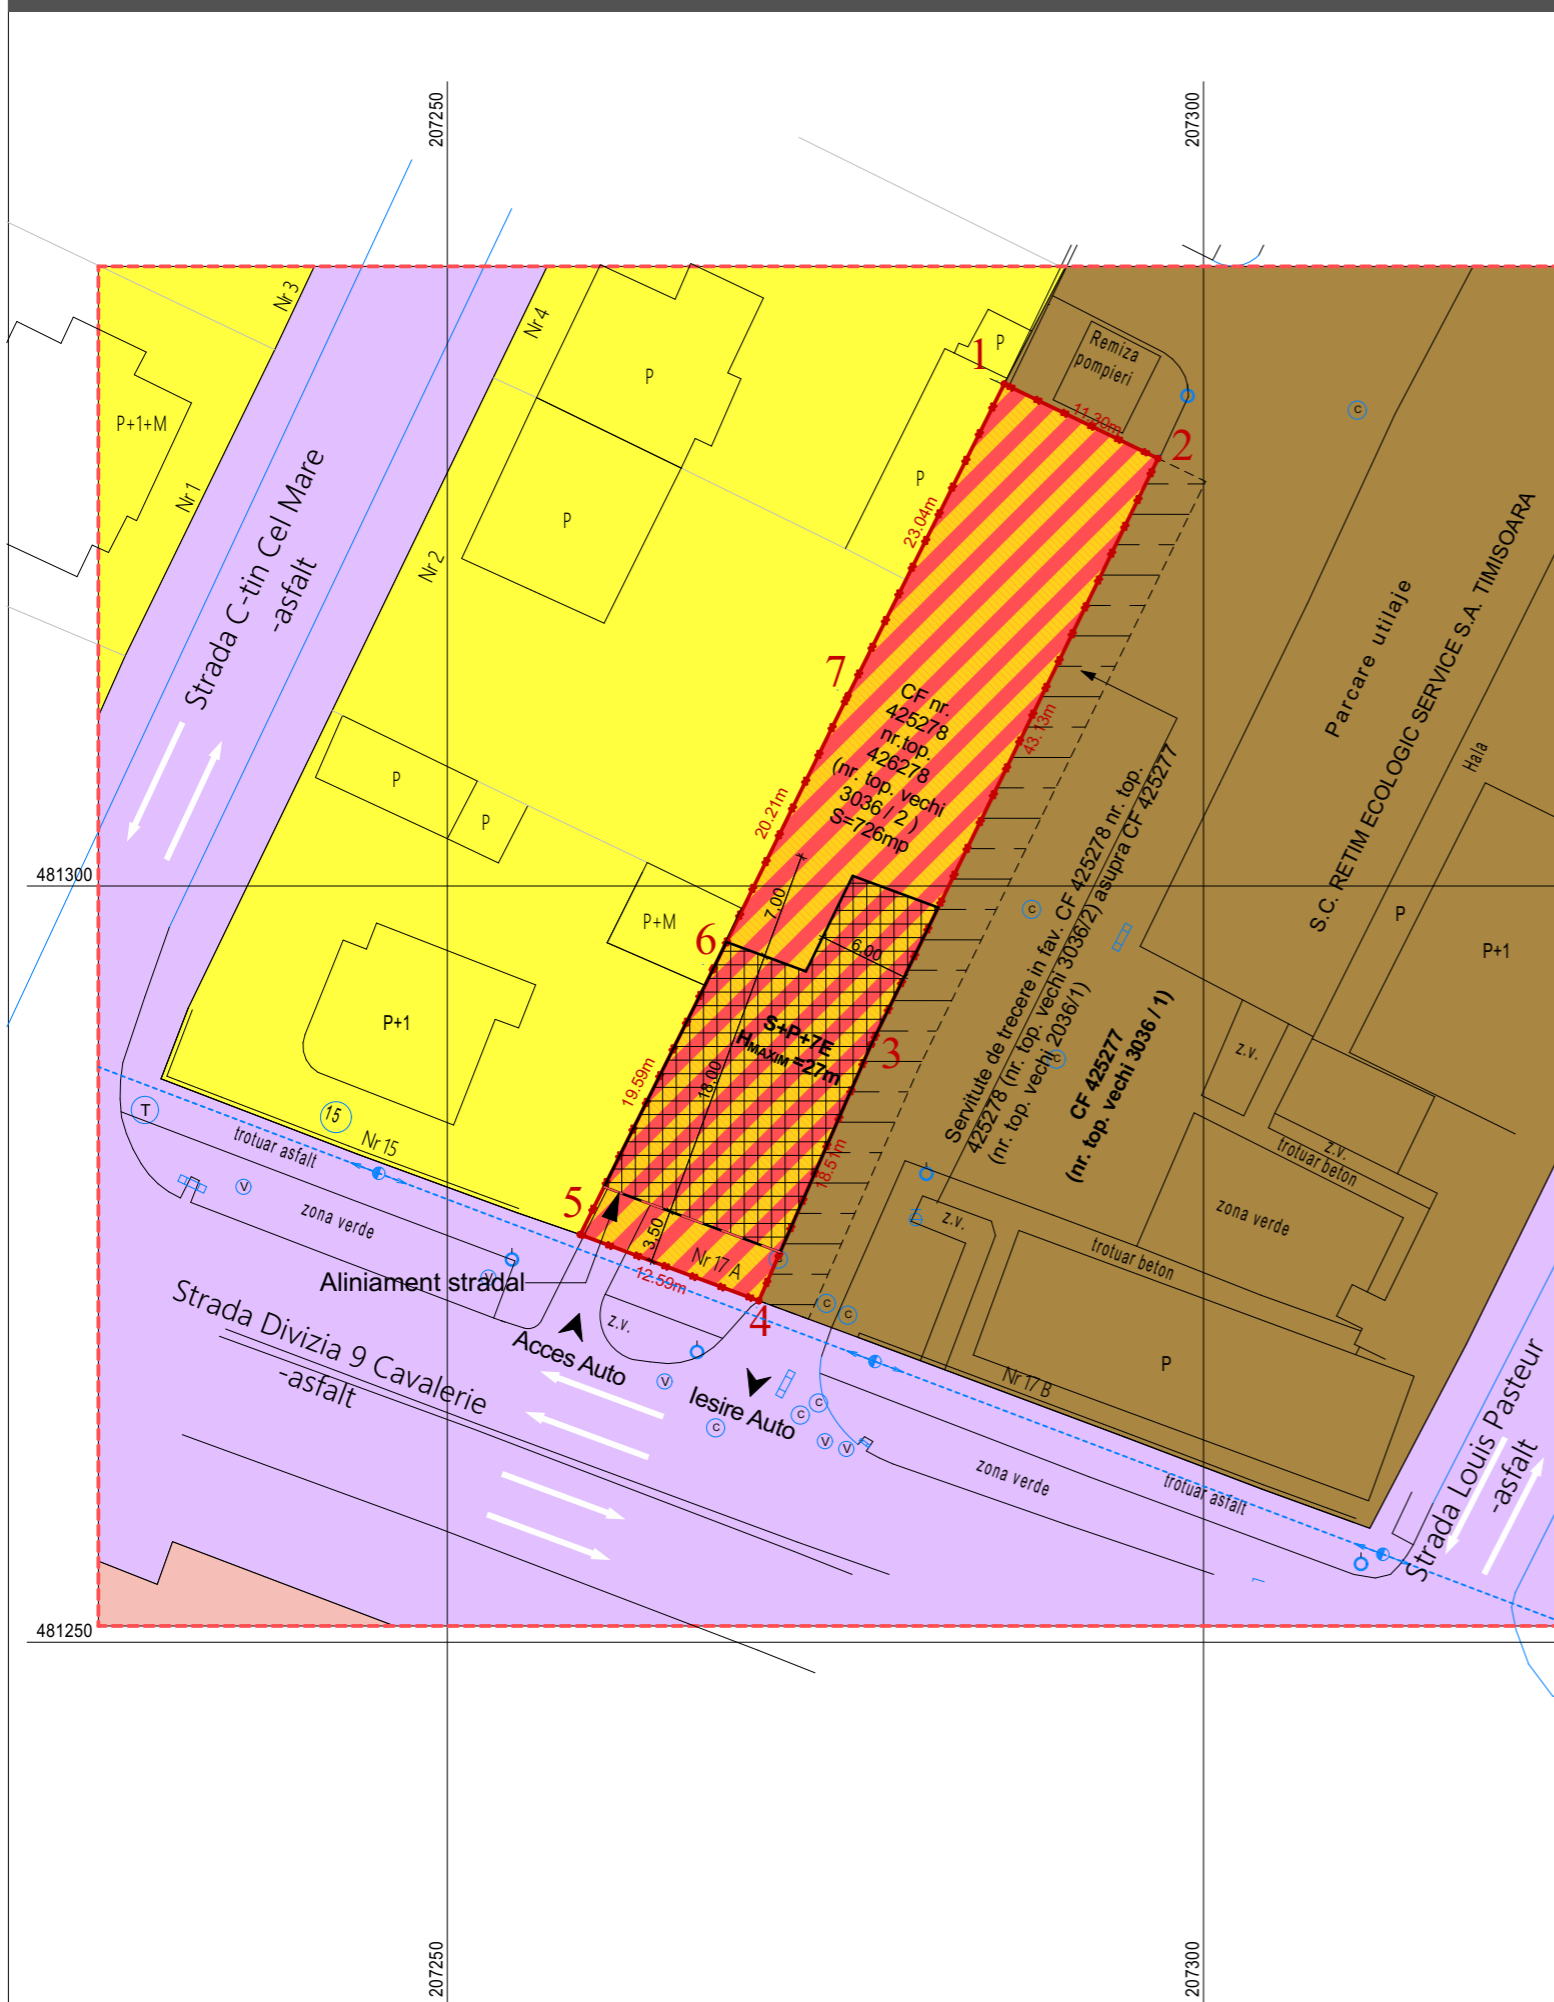 207250
207300
Nr 3
Nr 4
P
P
Remiza
pompieri
1
P+1+M
11.30m
2
Nr 1
P
23.04m
P
Nr 2
Strada C-tin Cel Mare
-asfalt
Parcare utilaje
S.C. RETIM ECOLOGIC SERVICE S.A. TIMISOARA
Hala
7
CF nr.
425278
nr.top.
426278
(nr. top. vechi
3036 / 2 )
S=726mp
43.13m
P
P
20.21m
481300
7,00
P+M
6
6,00
P
P+1
P+1
S+P+7E
HMAXIM =27m
3
18,00
19.59m
18.51m
Servitute de trecere in fav. CF 425278 nr. top.
425278 (nr. top. vechi 3036/2) asupra CF 425277
(nr. top. vechi 2036/1)
CF 425277
(nr. top. vechi 3036 / 1)
z.v.
z.v.
trotuar beton
zona verde
T
15
Nr 15
trotuar asfalt
V
zona verde
5
3,50
Nr 17 A
12.59m
4
z.v.
trotuar beton
Aliniament stradal
V
z.v.
C
C
C
C
C
Strada Divizia 9 Cavalerie
-asfalt
Acces Auto
Iesire Auto
V
C
C
C
V
V
Nr 17 B
P
zona verde
trotuar asfalt
Strada Louis Pasteur
-asfalt
481250
207250
207300